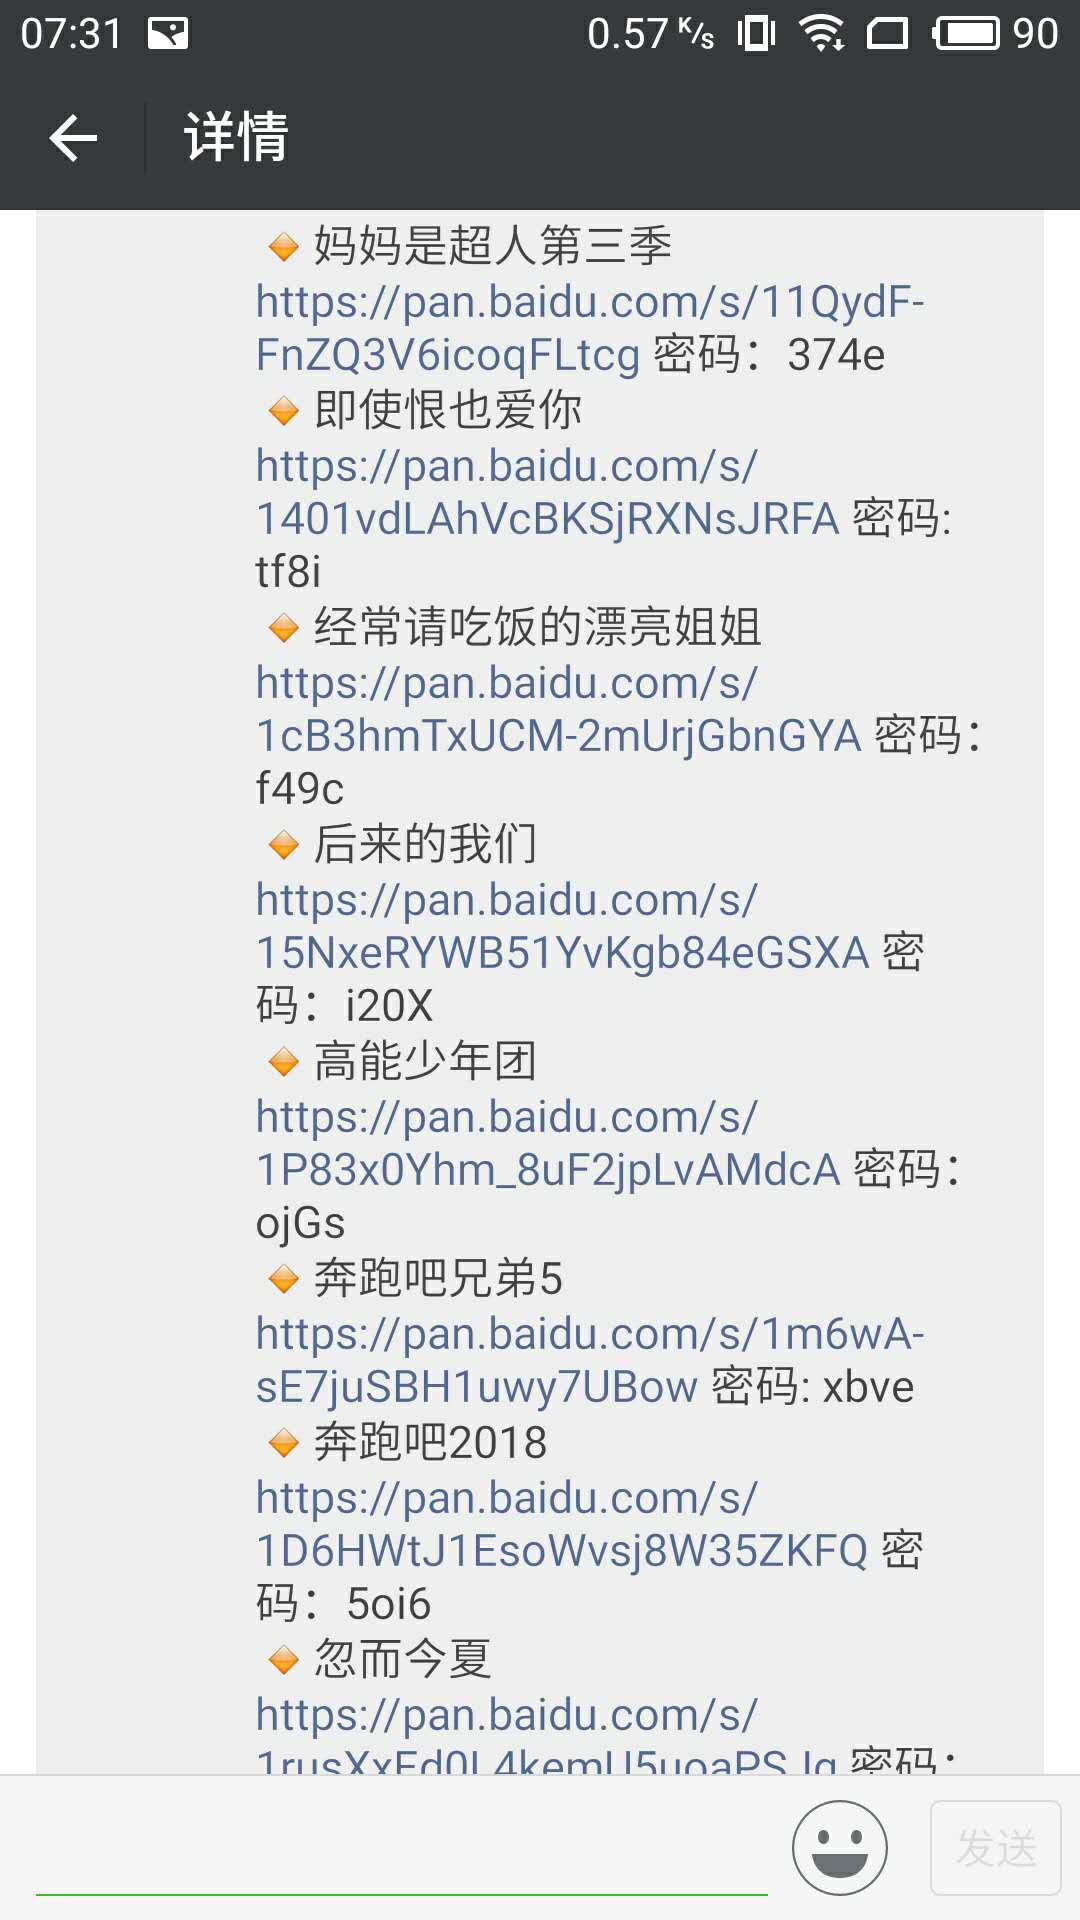 07:31
0.57 K/s
90
详情
🔸妈妈是超人第三季
https://pan.baidu.com/s/11QydF-
FnZQ3V6icoqFLtcg 密码：374e
🔸即使恨也爱你
https://pan.baidu.com/s/
1401vdLAhVcBKSjRXNsJRFA 密码:
tf8i
🔸经常请吃饭的漂亮姐姐
https://pan.baidu.com/s/
1cB3hmTxUCM-2mUrjGbnGYA 密码：
f49c
🔸后来的我们
https://pan.baidu.com/s/
15NxeRYWB51YvKgb84eGSXA 密
码：i20X
🔸高能少年团
https://pan.baidu.com/s/
1P83x0Yhm_8uF2jpLvAMdcA 密码：
ojGs
🔸奔跑吧兄弟5
https://pan.baidu.com/s/1m6wA-
sE7juSBH1uwy7UBow 密码: xbve
🔸奔跑吧2018
https://pan.baidu.com/s/
1D6HWtJ1EsoWvsj8W35ZKFQ 密
码：5oi6
🔸忽而今夏
https://pan.baidu.com/s/
密码：
发送